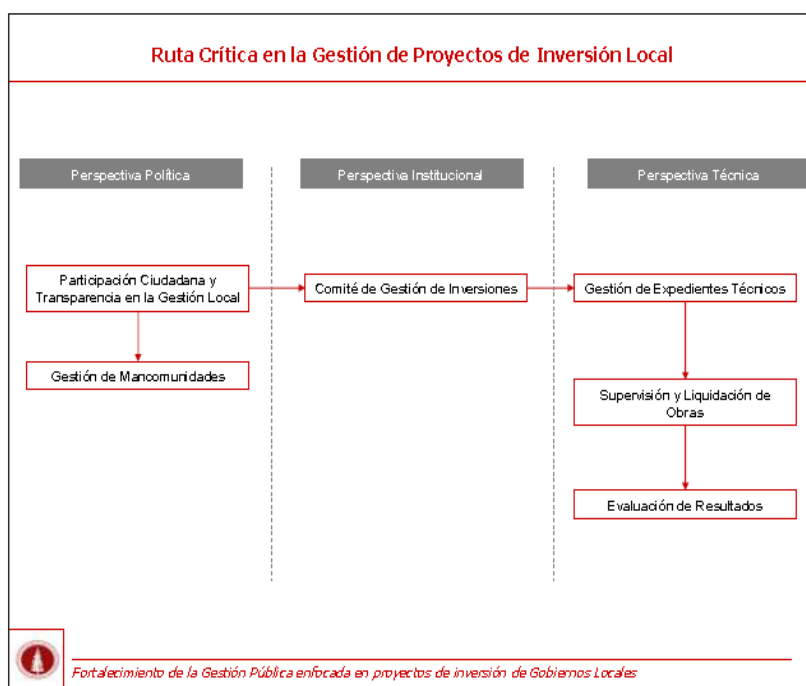 Ruta Crítica en la Gestión de Proyectos de Inversión Local
Perspectiva Política
Perspectiva Institucional
Perspectiva Técnica
Participación Ciudadana y
Transparencia en la Gestión Local
Comité de Gestión de Inversiones
Gestión de Expedientes Técnicos
Gestión de Mancomunidades
Supervisión y Liquidación de
Obras
Evaluación de Resultados
Fortalecimiento de la Gestión Pública enfocada en proyectos de inversión de Gobiernos Locales